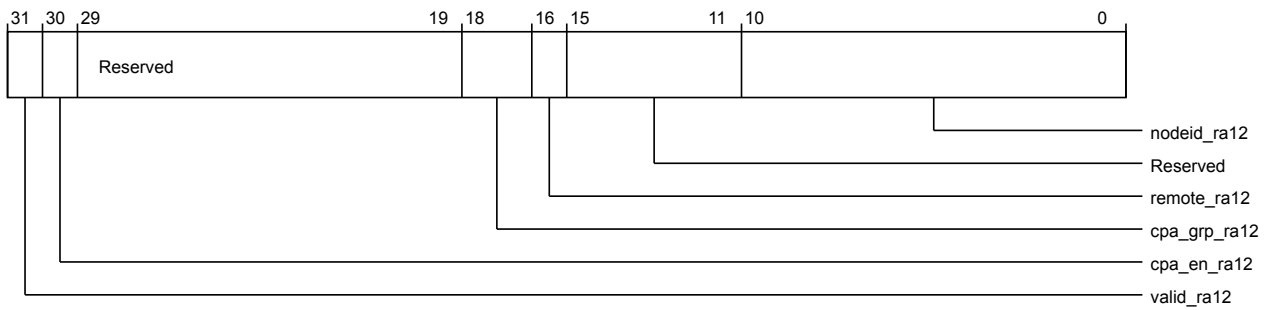 31 30 29 19 18 16 15 11 10 0
Reserved
nodeid_ra12
Reserved
remote_ra12
cpa_grp_ra12
cpa_en_ra12
valid_ra12